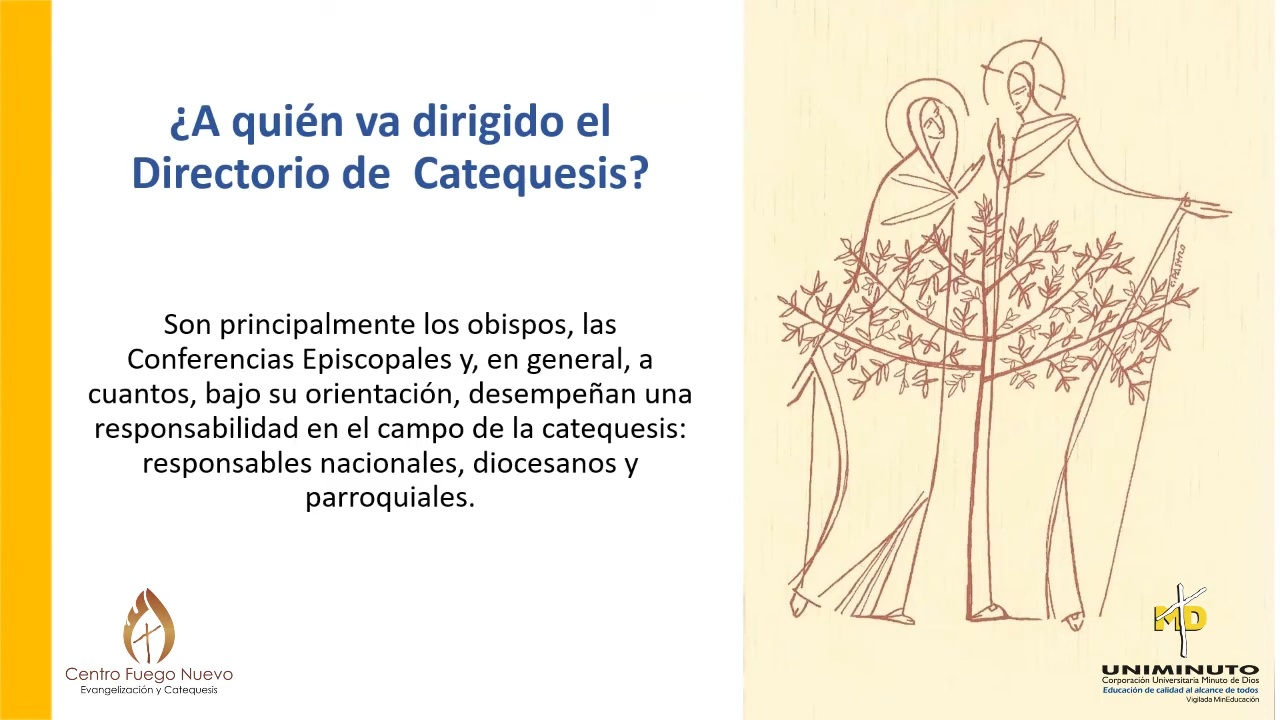 ¿A quién va dirigido el
Directorio de  Catequesis?
Son principalmente los obispos, las
Conferencias Episcopales y, en general, a
cuantos, bajo su orientación, desempeñan una
responsabilidad en el campo de la catequesis:
responsables nacionales, diocesanos y
parroquiales.
Centro Fuego Nuevo
Evangelización y Catequesis
MD
UNIMINUTO
Corporación Universitaria Minuto de Dios
Educación de calidad al alcance de todos
Vigilada MinEducación